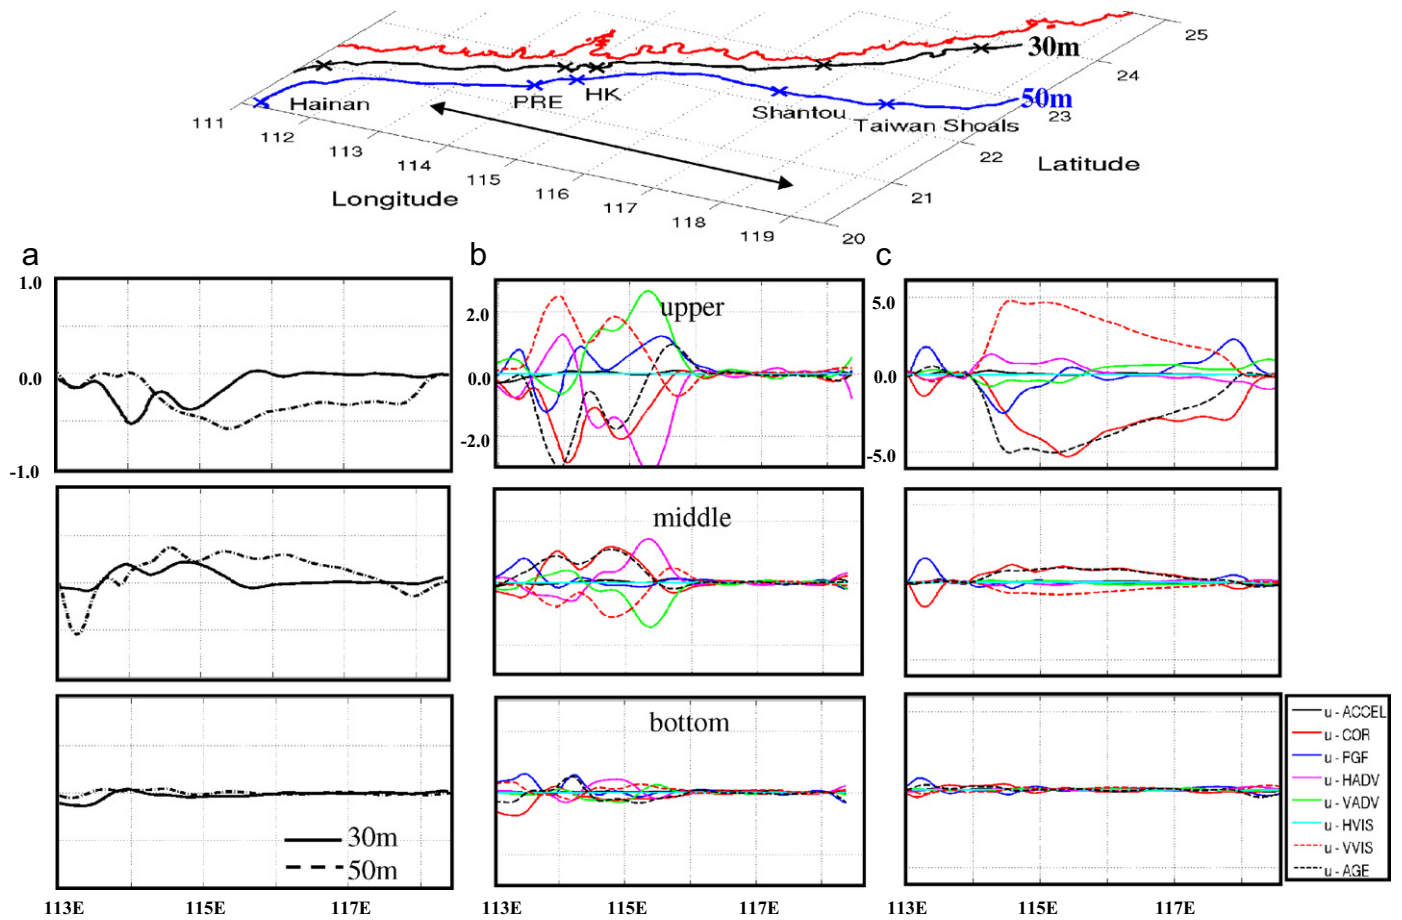 25
30m
24
50m
Hainan
PRE
HK
Shantou
Taiwan Shoals
23
111
112
113
114
115
116
117
118
119
20
21
22
Longitude
Latitude
a
b
c
1.0
0.0
-1.0
2.0
0.0
-2.0
upper
5.0
0.0
-5.0
middle
bottom
30m
50m
u - ACCEL
u - COR
u - PGF
u - HADV
u - VADV
u - HVIS
u - VVIS
u - AGE
113E
115E
117E
113E
115E
117E
113E
115E
117E